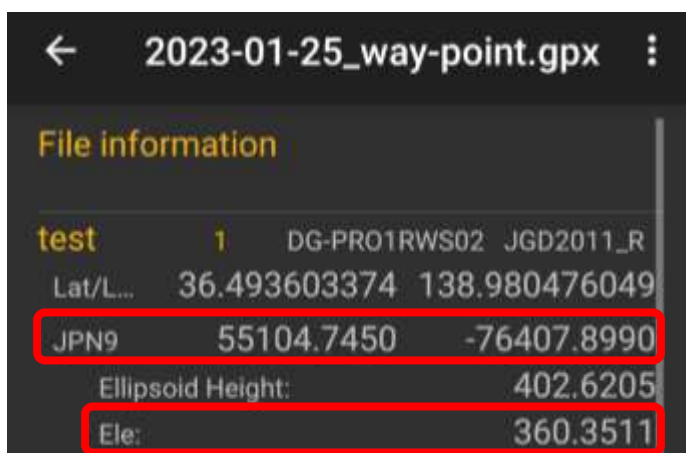 2023-01-25_way-point.gpx
File information
test 1 DG-PRO1RWS02 JGD2011_R
Lat/L... 36.493603374 138.980476049
JPN9 55104.7450 -76407.8990
Ellipsoid Height: 402.6205
Ele: 360.3511